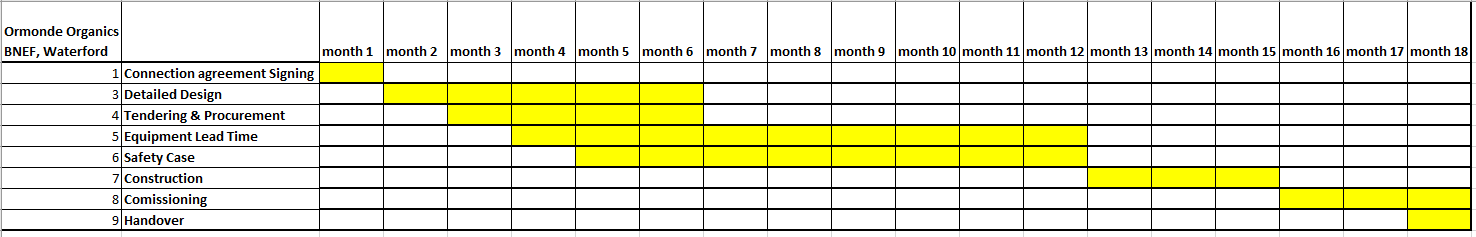 Ormonde Organics
BNEF, Waterford month 1 month 2 month 3 month 4 month 5 month 6 month 7 month 8 month 9 month 10 month 11 month 12 month 13 month 14 month 15 month 16 month 17 month 18
1 Connection agreement Signing
3 Detailed Design
4 Tendering & Procurement
5 Equipment Lead Time
6 Safety Case
7 Construction
8 Comissioning
9 Handover